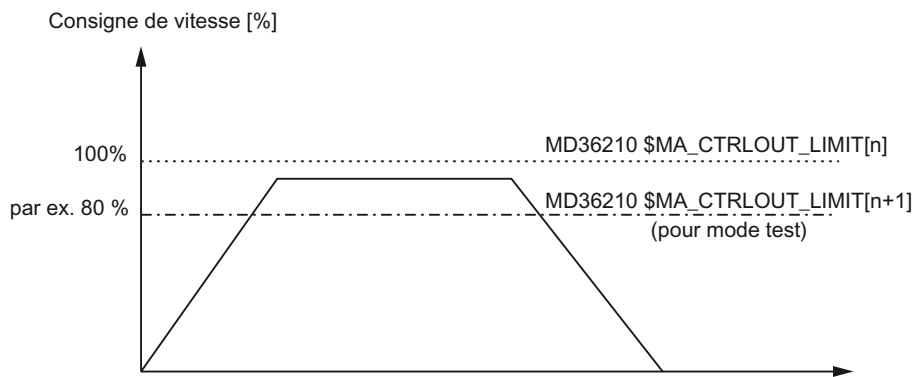 Consigne de vitesse [%]
100%
MD36210 $MA_CTRLOUT_LIMIT[n]
par ex. 80 %
MD36210 $MA_CTRLOUT_LIMIT[n+1]
(pour mode test)